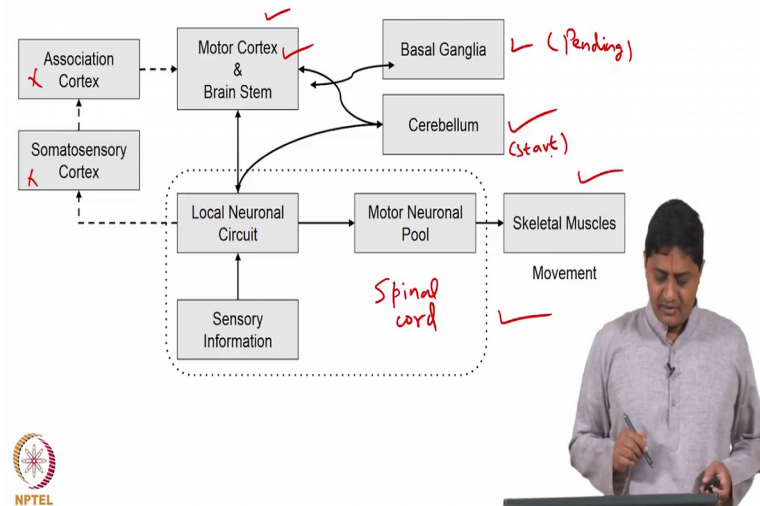 Association
Cortex
Motor Cortex
&
Brain Stem
Basal Ganglia
(Pending)
Somatosensory
Cortex
Cerebellum
(start)
Local Neuronal
Circuit
Motor Neuronal
Pool
Skeletal Muscles
Movement
Spinal
cord
Sensory
Information
NPTEL